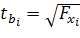 t_{b_i} = \sqrt{F_{x_i}}